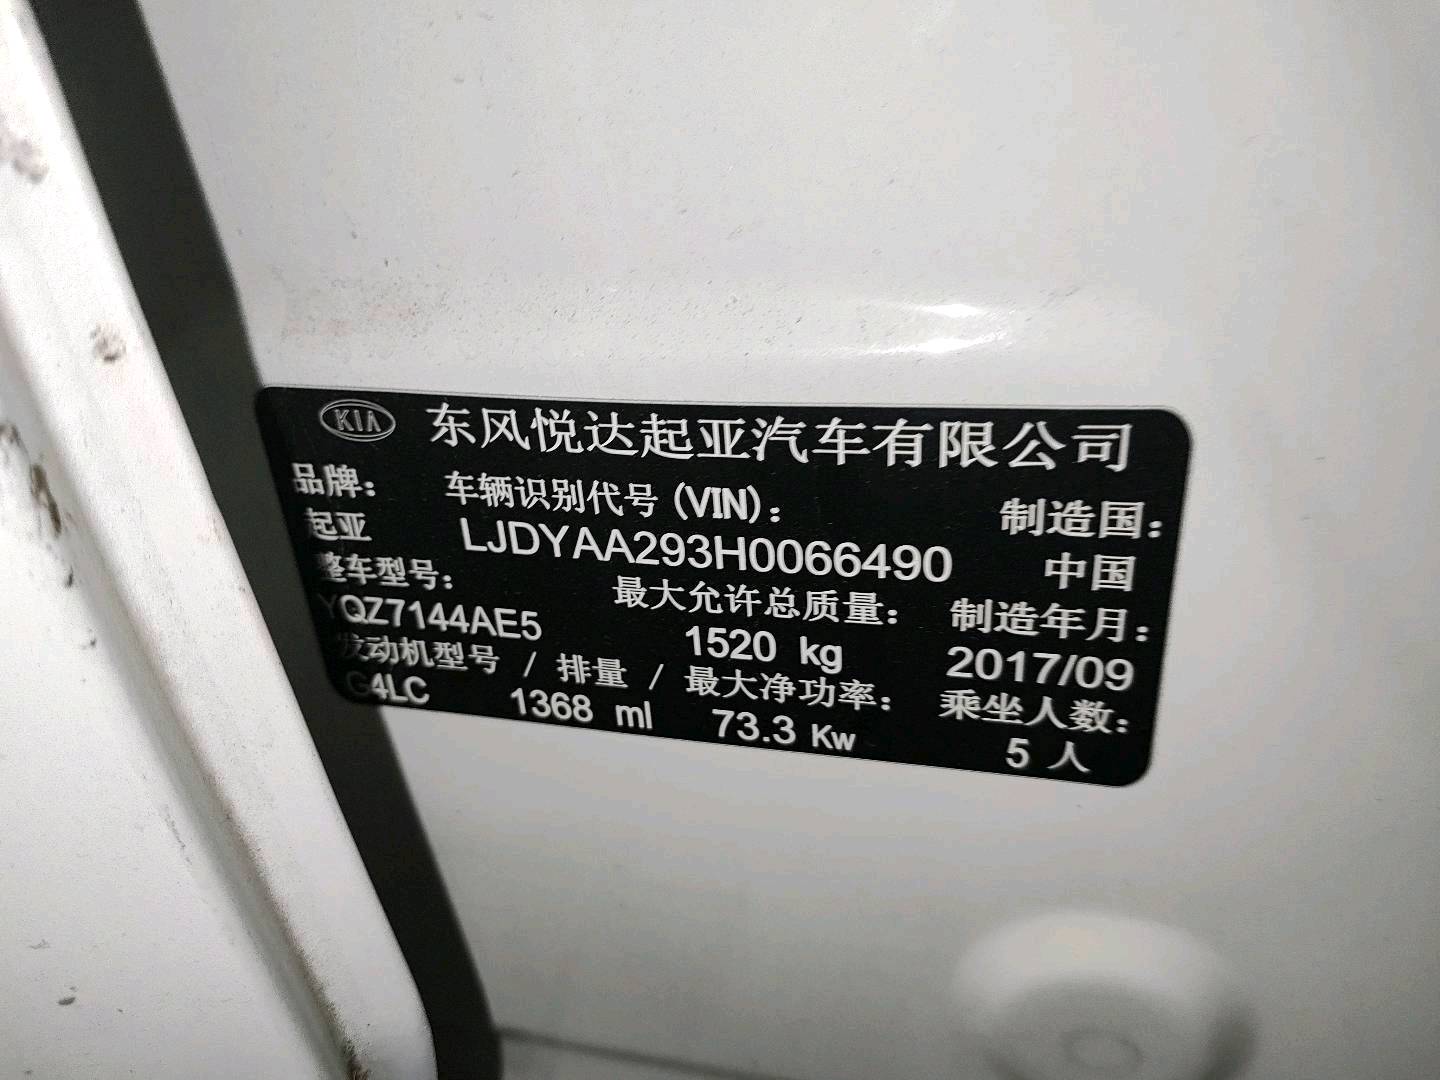 KIA 东风悦达起亚汽车有限公司
品牌： 车辆识别代号 (VIN)： 制造国：
起亚 LJDYAA293H0066490 中国
整车型号： 最大允许总质量： 制造年月：
YQZ7144AE5 1520 kg 2017/09
发动机型号 / 排量 / 最大净功率： 乘坐人数：
G4LC 1368 ml 73.3 Kw 5 人